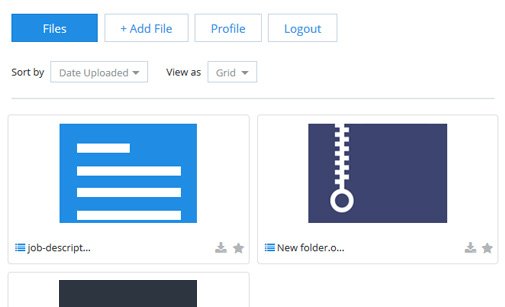 Files + Add File Profile Logout
Sort by Date Uploaded View as Grid
job-descript... New folder.o...